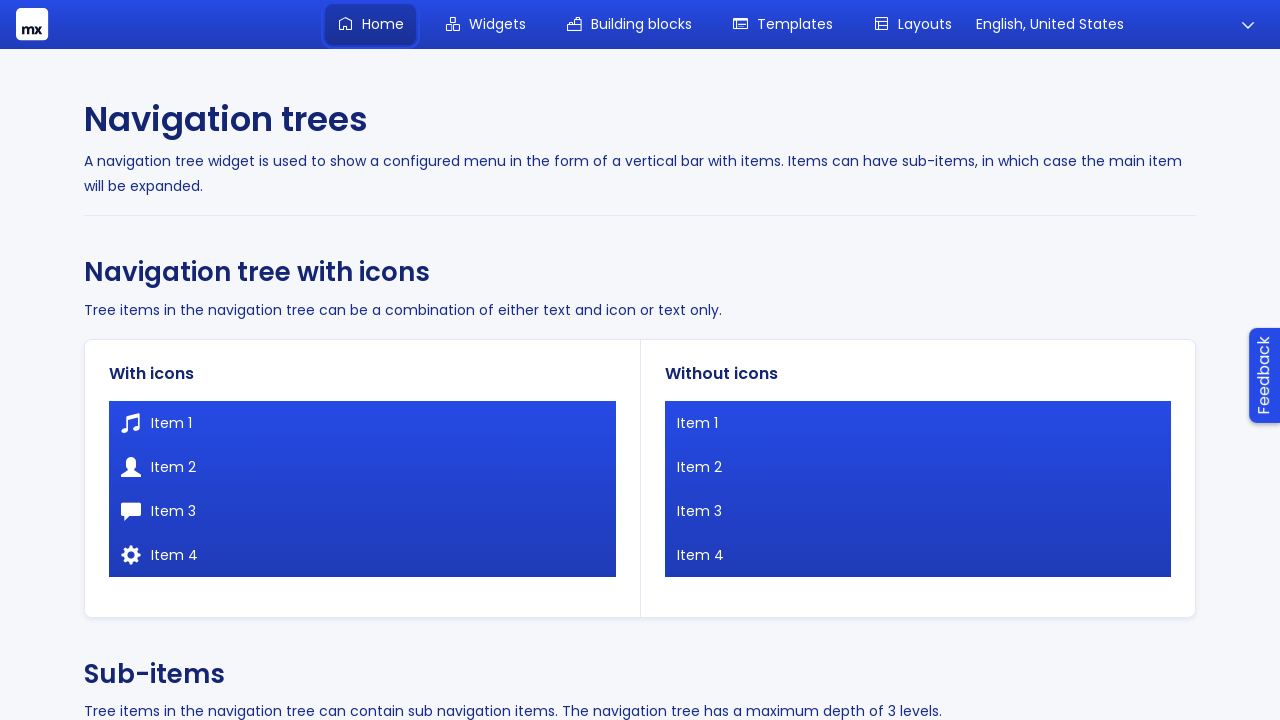 mx
Home
Widgets
Building blocks
Templates
Layouts
English, United States
Navigation trees
A navigation tree widget is used to show a configured menu in the form of a vertical bar with items. Items can have sub-items, in which case the main item
will be expanded.
Navigation tree with icons
Tree items in the navigation tree can be a combination of either text and icon or text only.
With icons
Item 1
Item 2
Item 3
Item 4
Without icons
Item 1
Item 2
Item 3
Item 4
Feedback
Sub-items
Tree items in the navigation tree can contain sub navigation items. The navigation tree has a maximum depth of 3 levels.